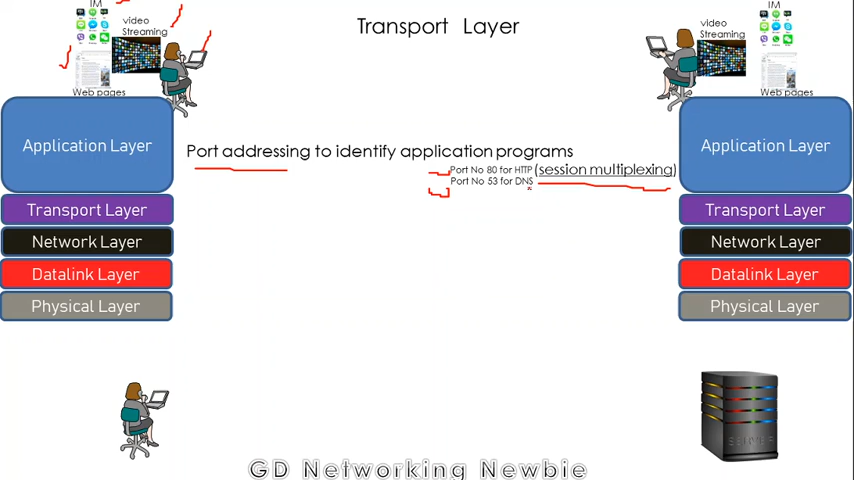 IM
video
Streaming
Web pages
Transport Layer
IM
video
Streaming
Web pages
Application Layer
Port addressing to identify application programs
Port No 80 for HTTP (session multiplexing)
Port No 53 for DNS
Application Layer
Transport Layer
Transport Layer
Network Layer
Network Layer
Datalink Layer
Datalink Layer
Physical Layer
Physical Layer
SERVER
GD Networking Newbie